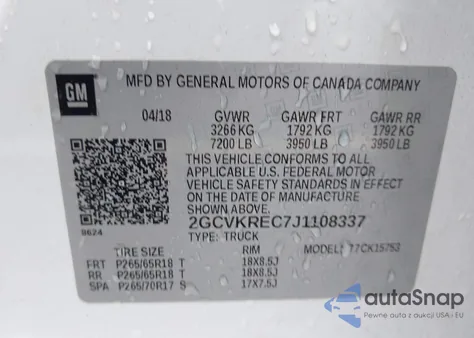 GM
MFD BY GENERAL MOTORS OF CANADA COMPANY
04/18 GVWR GAWR FRT GAWR RR
3266 KG 1792 KG 1792 KG
7200 LB 3950 LB 3950 LB
THIS VEHICLE CONFORMS TO ALL
APPLICABLE U.S. FEDERAL MOTOR
VEHICLE SAFETY STANDARDS IN EFFECT
ON THE DATE OF MANUFACTURE SHOWN ABOVE.
2GCVKREC7J1108337
8624 TYPE: TRUCK
TIRE SIZE RIM MODEL: T7CK15753
FRT P265/65R18 T 18X8.5J
RR P265/65R18 T 18X8.5J
SPA P265/70R17 S 17X7.5J
autoSnap
Pewne auto z USA i EU